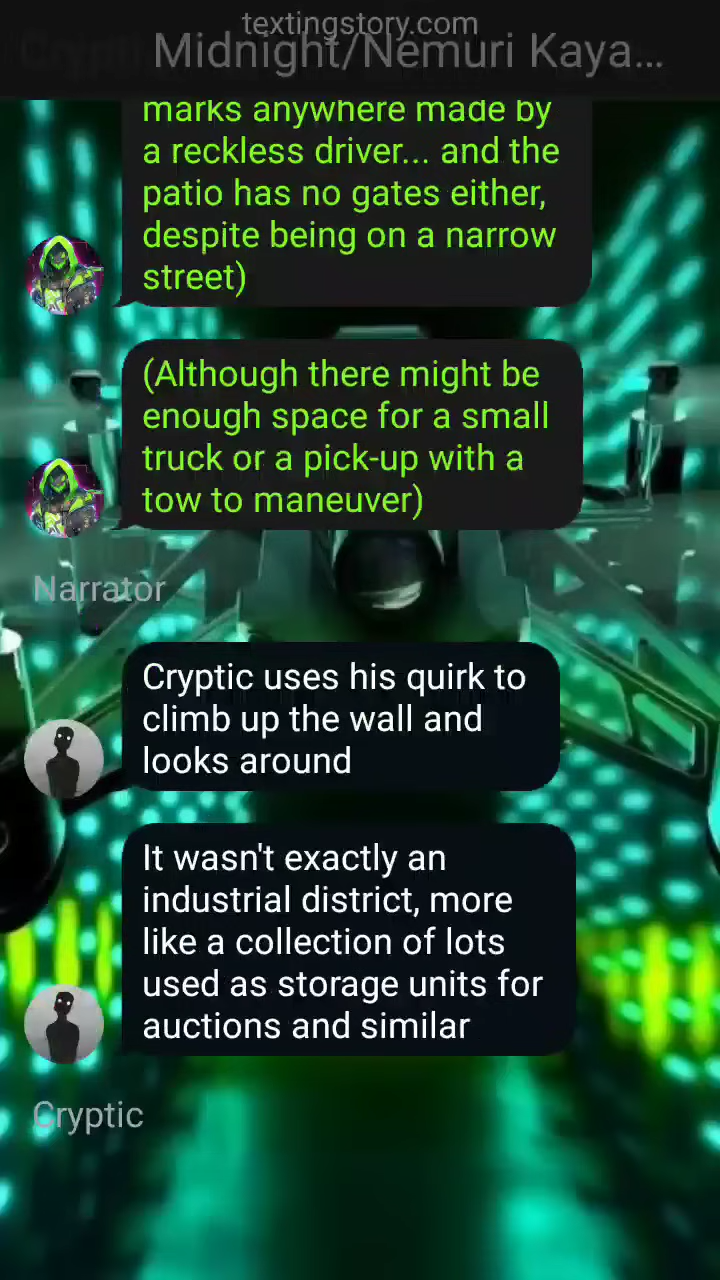 textingstory.com
Midnight/Nemuri Kaya...
marks anywhere made by
a reckless driver... and the
patio has no gates either,
despite being on a narrow
street)
(Although there might be
enough space for a small
truck or a pick-up with a
tow to maneuver)
Narrator
Cryptic uses his quirk to
climb up the wall and
looks around
It wasn't exactly an
industrial district, more
like a collection of lots
used as storage units for
auctions and similar
Cryptic